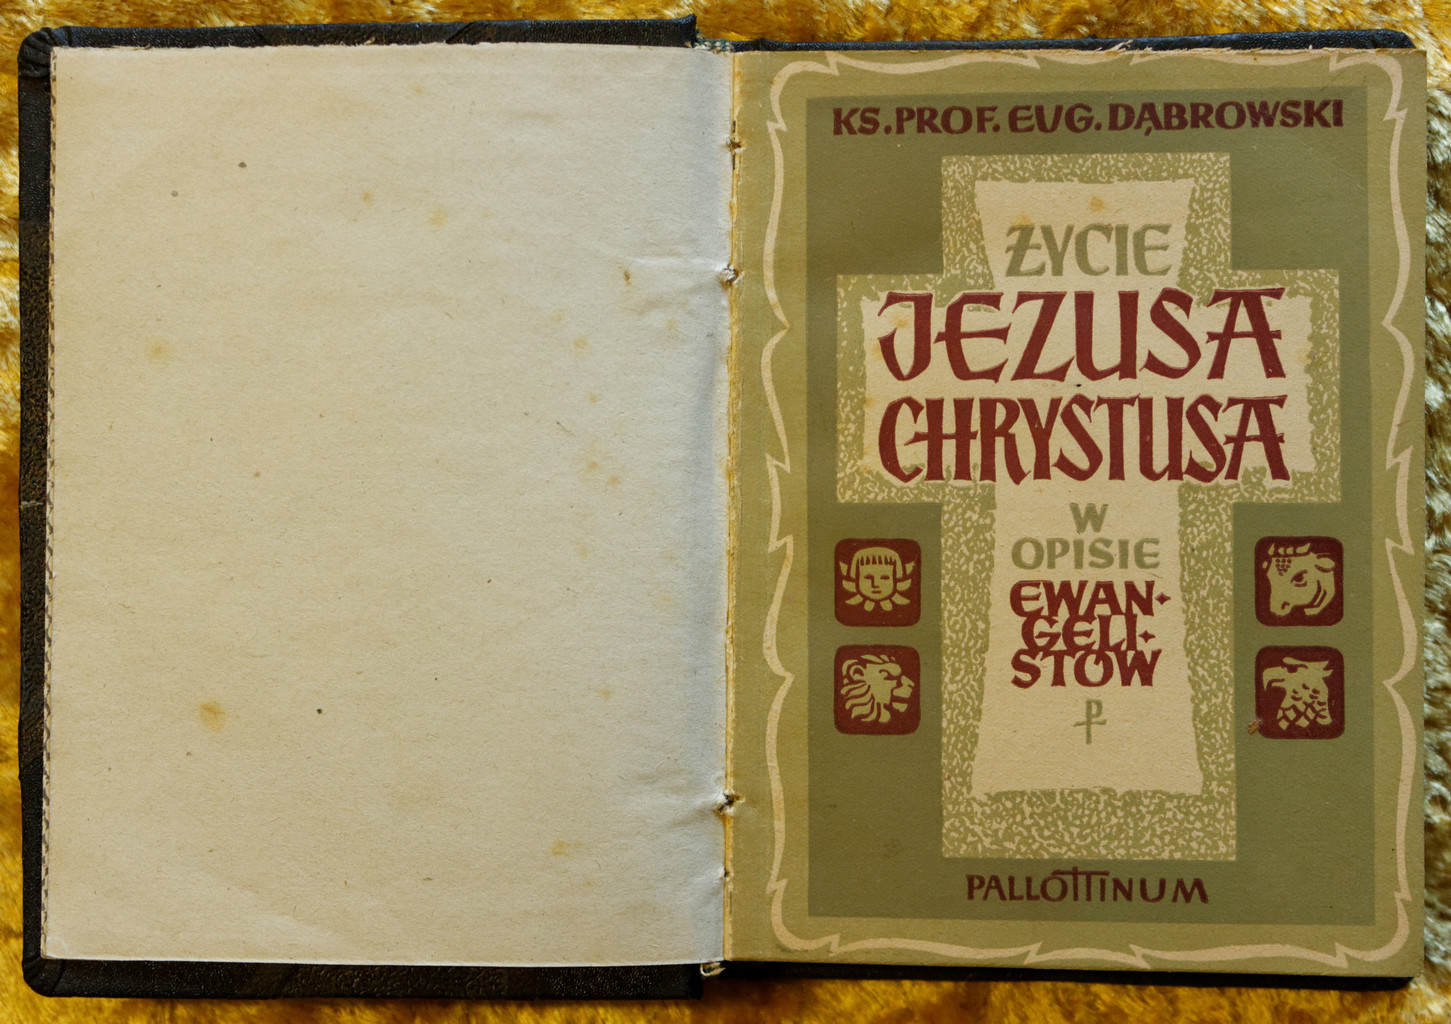 KS. PROF. EUG. DĄBROWSKI
ŻYCIE
JEZUSA
CHRYSTUSA
W
OPISIE
EWAN-
GELI-
STÓW
PALLOTTINUM